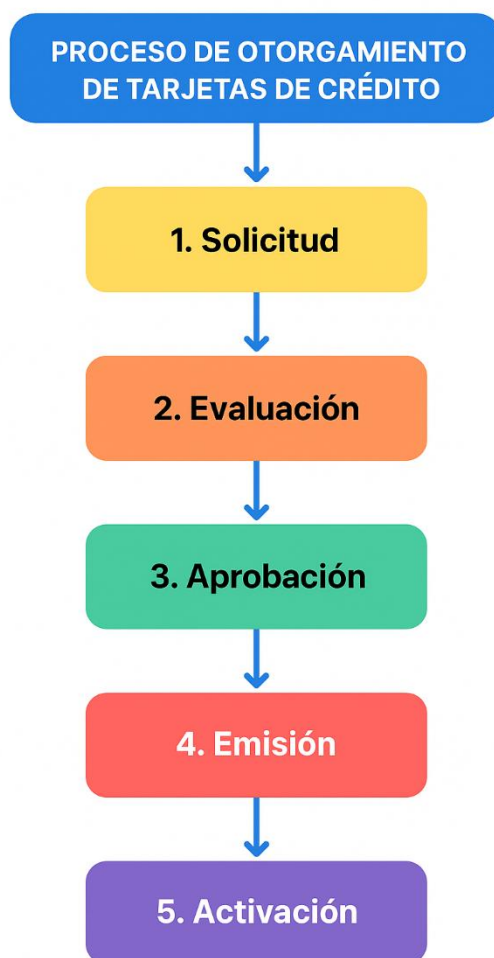 PROCESO DE OTORGAMIENTO
DE TARJETAS DE CRÉDITO
1. Solicitud
2. Evaluación
3. Aprobación
4. Emisión
5. Activación